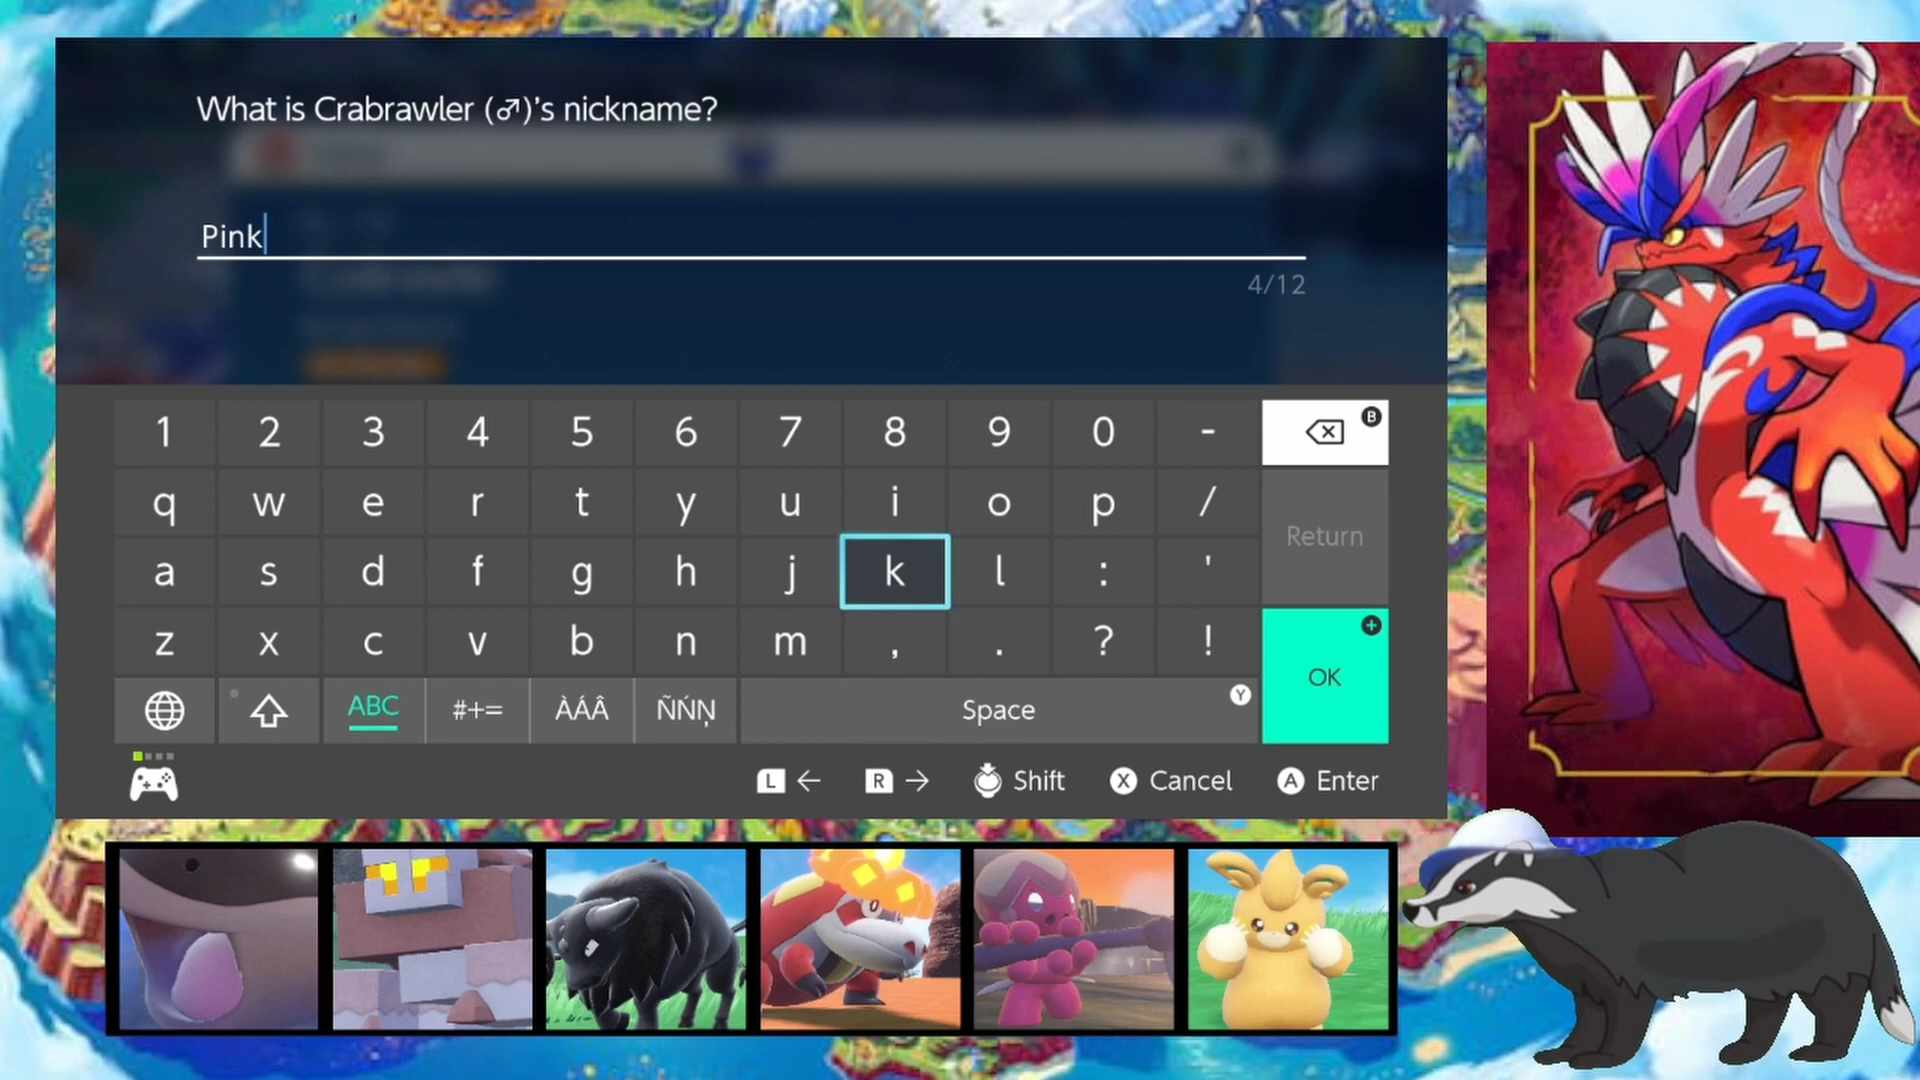 What is Crabrawler (♂)'s nickname?
Pink
4/12
1 2 3 4 5 6 7 8 9 0 - B
q w e r t y u i o p /
Return
a s d f g h j k l : '
z x c v b n m , . ? ! +
OK
ABC #+= ÀÁÂ ÑŃŅ Space Y
L ← R → Shift X Cancel A Enter